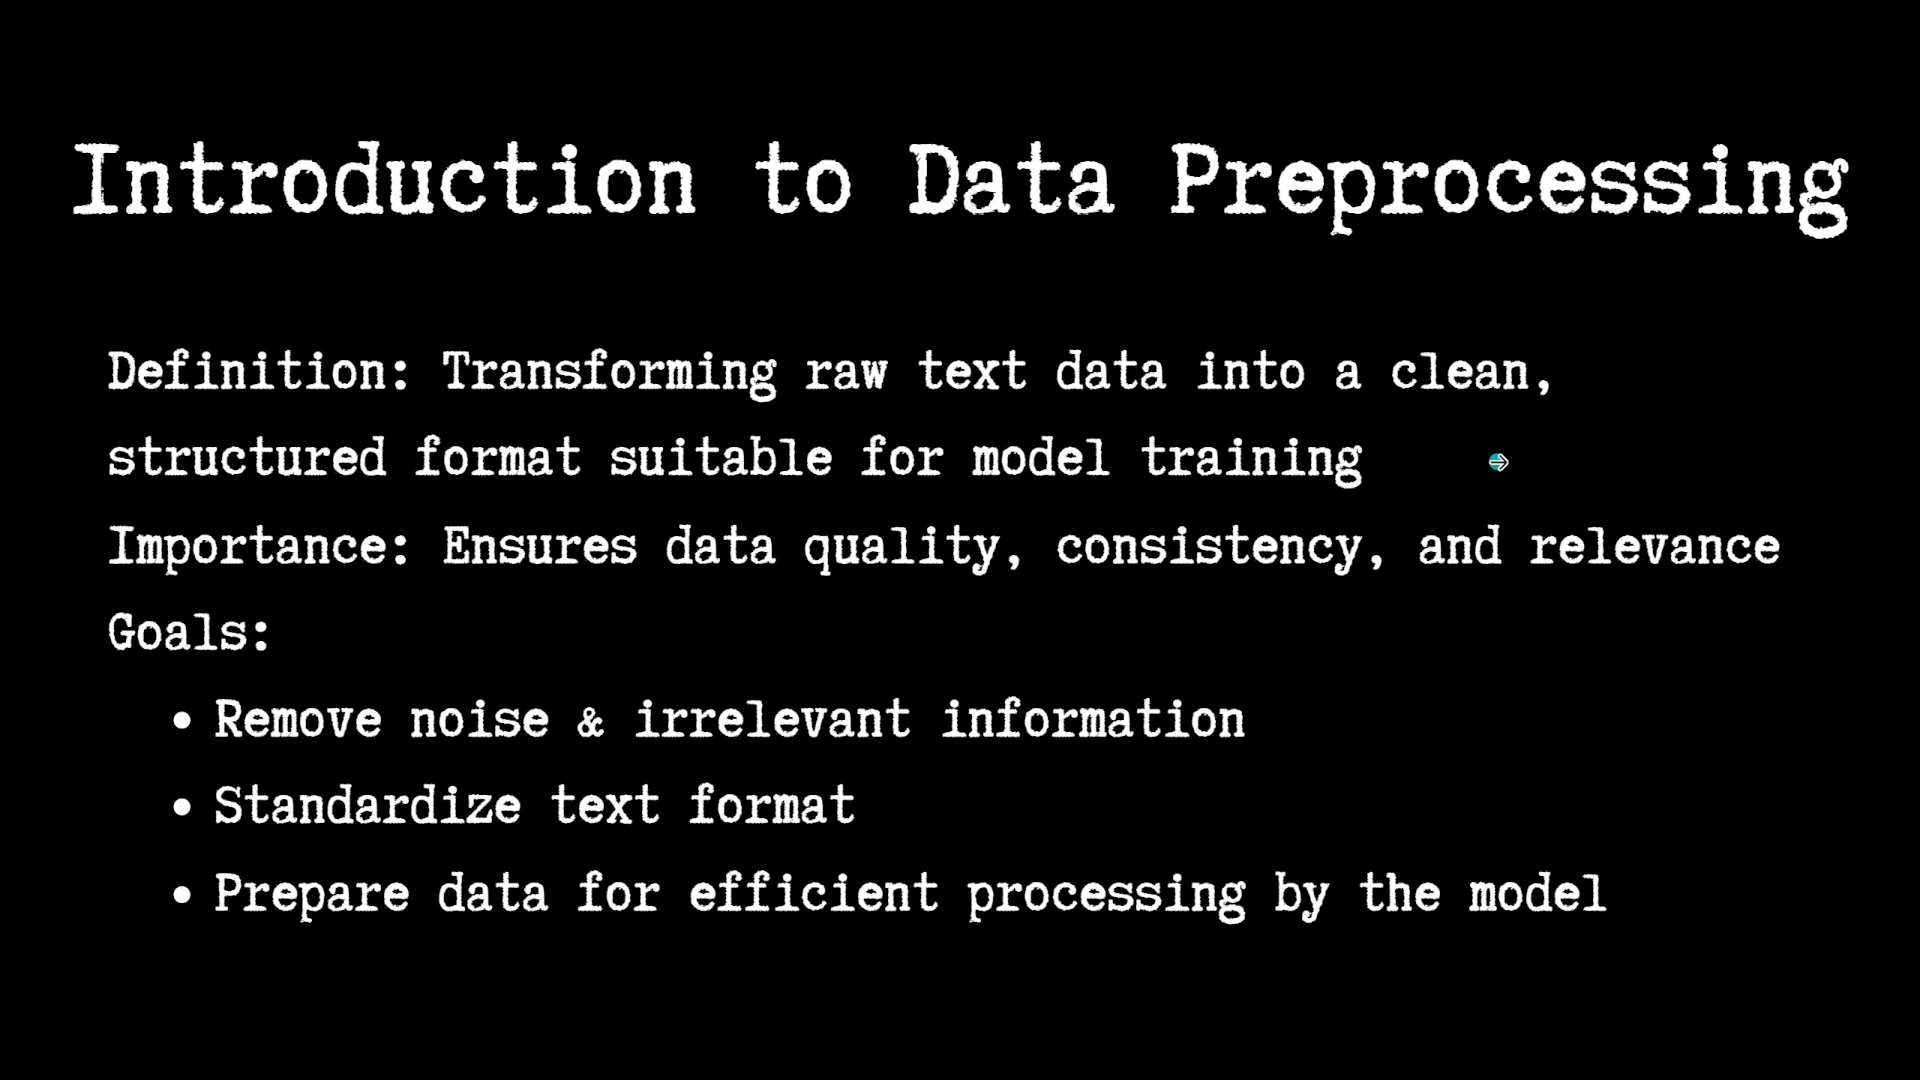 Introduction to Data Preprocessing
Definition: Transforming raw text data into a clean,
structured format suitable for model training
Importance: Ensures data quality, consistency, and relevance
Goals:
• Remove noise & irrelevant information
• Standardize text format
• Prepare data for efficient processing by the model